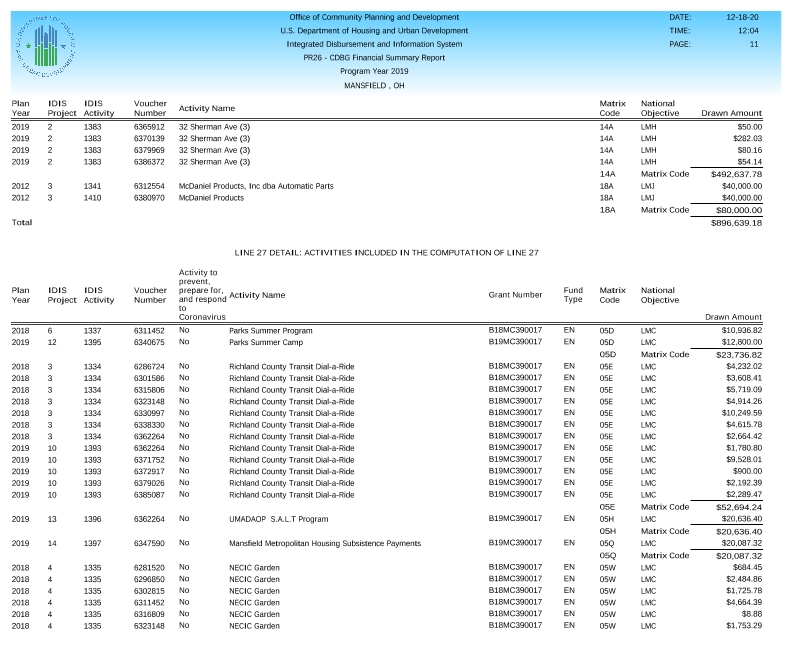 Office of Community Planning and Development DATE: 12-18-20
U.S. Department of Housing and Urban Development TIME: 12:04
Integrated Disbursement and Information System PAGE: 11
PR26 - CDBG Financial Summary Report
Program Year 2019
MANSFIELD , OH
Plan Year IDIS Project IDIS Activity Voucher Number Activity Name Matrix Code National Objective Drawn Amount
2019 2 1383 6365912 32 Sherman Ave (3) 14A LMH $50.00
2019 2 1383 6370139 32 Sherman Ave (3) 14A LMH $282.03
2019 2 1383 6379969 32 Sherman Ave (3) 14A LMH $80.16
2019 2 1383 6386372 32 Sherman Ave (3) 14A LMH $54.14
14A Matrix Code $492,637.78
2012 3 1341 6312554 McDaniel Products, Inc dba Automatic Parts 18A LMJ $40,000.00
2012 3 1410 6380970 McDaniel Products 18A LMJ $40,000.00
18A Matrix Code $80,000.00
Total $896,639.18
LINE 27 DETAIL: ACTIVITIES INCLUDED IN THE COMPUTATION OF LINE 27
Plan Year IDIS Project IDIS Activity Voucher Number Activity to prevent, prepare for, and respond to Coronavirus Activity Name Grant Number Fund Type Matrix Code National Objective Drawn Amount
2018 6 1337 6311452 No Parks Summer Program B18MC390017 EN 05D LMC $10,936.82
2019 12 1395 6340675 No Parks Summer Camp B19MC390017 EN 05D LMC $12,800.00
05D Matrix Code $23,736.82
2018 3 1334 6286724 No Richland County Transit Dial-a-Ride B18MC390017 EN 05E LMC $4,232.02
2018 3 1334 6301586 No Richland County Transit Dial-a-Ride B18MC390017 EN 05E LMC $3,608.41
2018 3 1334 6315806 No Richland County Transit Dial-a-Ride B18MC390017 EN 05E LMC $5,719.09
2018 3 1334 6323148 No Richland County Transit Dial-a-Ride B18MC390017 EN 05E LMC $4,914.26
2018 3 1334 6330997 No Richland County Transit Dial-a-Ride B18MC390017 EN 05E LMC $10,249.59
2018 3 1334 6338330 No Richland County Transit Dial-a-Ride B18MC390017 EN 05E LMC $4,615.78
2018 3 1334 6362264 No Richland County Transit Dial-a-Ride B18MC390017 EN 05E LMC $2,664.42
2019 10 1393 6362264 No Richland County Transit Dial-a-Ride B19MC390017 EN 05E LMC $1,780.80
2019 10 1393 6371752 No Richland County Transit Dial-a-Ride B19MC390017 EN 05E LMC $9,528.01
2019 10 1393 6372917 No Richland County Transit Dial-a-Ride B19MC390017 EN 05E LMC $900.00
2019 10 1393 6379026 No Richland County Transit Dial-a-Ride B19MC390017 EN 05E LMC $2,192.39
2019 10 1393 6385087 No Richland County Transit Dial-a-Ride B19MC390017 EN 05E LMC $2,289.47
05E Matrix Code $52,694.24
2019 13 1396 6362264 No UMADAOP S.A.L.T Program B19MC390017 EN 05H LMC $20,636.40
05H Matrix Code $20,636.40
2019 14 1397 6347590 No Mansfield Metropolitan Housing Subsistence Payments B19MC390017 EN 05Q LMC $20,087.32
05Q Matrix Code $20,087.32
2018 4 1335 6281520 No NECIC Garden B18MC390017 EN 05W LMC $684.45
2018 4 1335 6296850 No NECIC Garden B18MC390017 EN 05W LMC $2,484.86
2018 4 1335 6302815 No NECIC Garden B18MC390017 EN 05W LMC $1,725.78
2018 4 1335 6311452 No NECIC Garden B18MC390017 EN 05W LMC $4,664.39
2018 4 1335 6316809 No NECIC Garden B18MC390017 EN 05W LMC $8.88
2018 4 1335 6323148 No NECIC Garden B18MC390017 EN 05W LMC $1,753.29